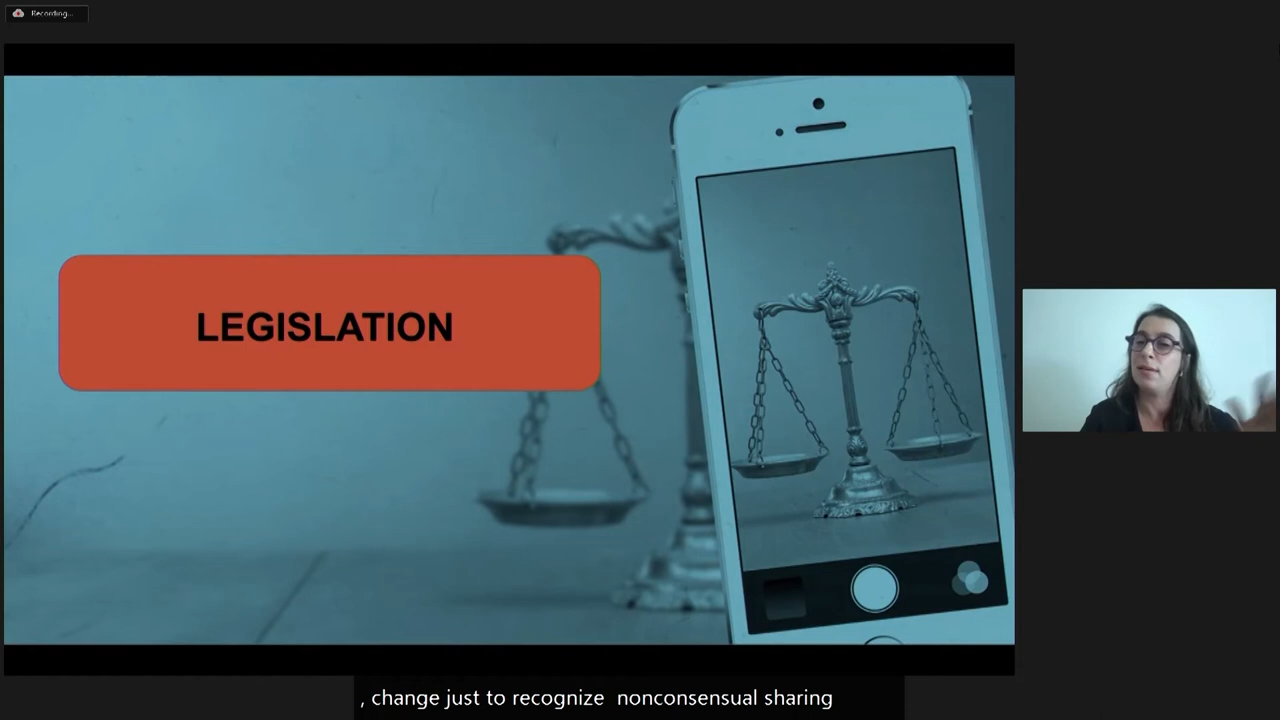 Recording...
LEGISLATION
, change just to recognize  nonconsensual sharing